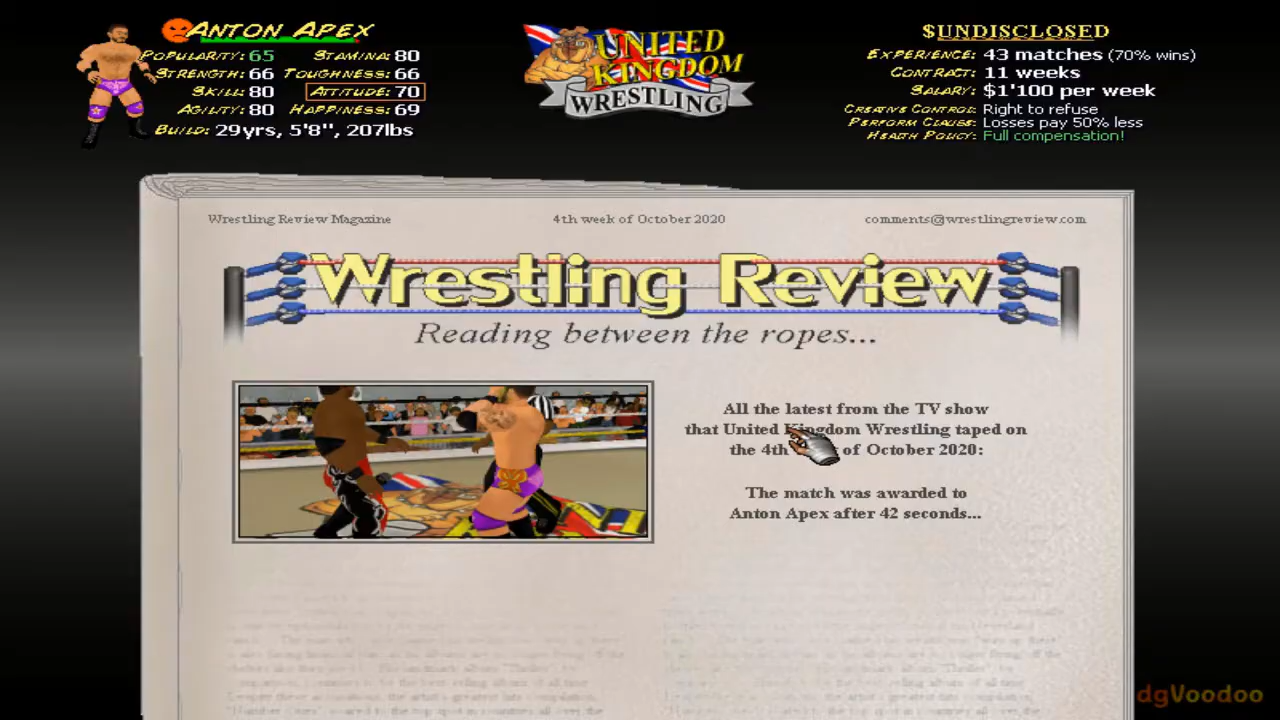 ANTON APEX
POPULARITY: 65 STAMINA: 80
STRENGTH: 66 TOUGHNESS: 66
SKILL: 80 ATTITUDE: 70
AGILITY: 80 HAPPINESS: 69
BUILD: 29yrs, 5'8", 207lbs
UNITED
KINGDOM
WRESTLING
$UNDISCLOSED
EXPERIENCE: 43 matches (70% wins)
CONTRACT: 11 weeks
SALARY: $1'100 per week
CREATIVE CONTROL: Right to refuse
PERFORM CLAUSE: Losses pay 50% less
HEALTH POLICY: Full compensation!
Wrestling Review Magazine 4th week of October 2020 comments@wrestlingreview.com
Wrestling Review
Reading between the ropes...
All the latest from the TV show
that United Kingdom Wrestling taped on
the 4th of October 2020:
The match was awarded to
Anton Apex after 42 seconds...
dgVoodoo